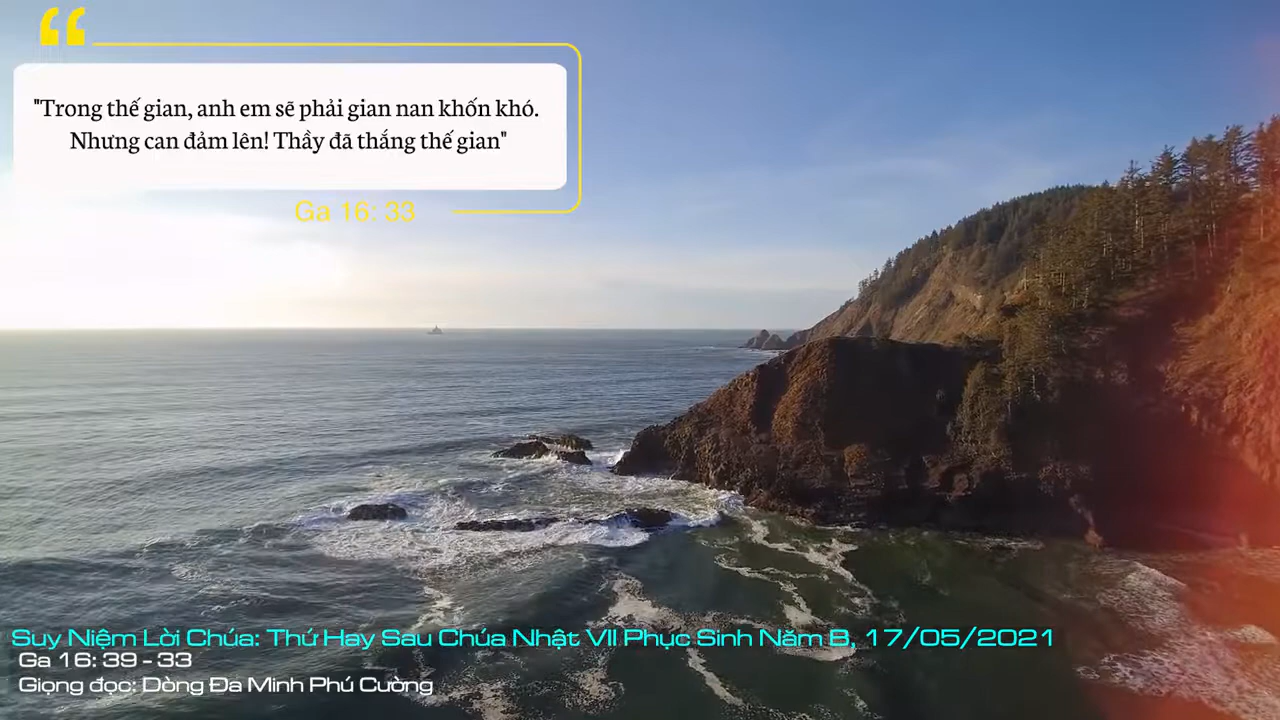 "Trong thế gian, anh em sẽ phải gian nan khốn khó.
Nhưng can đảm lên! Thầy đã thắng thế gian"
Ga 16: 33
Suy Niệm Lời Chúa: Thứ Hay Sau Chúa Nhật VII Phục Sinh Năm B, 17/05/2021
Ga 16: 39 - 33
Giọng đọc: Dòng Đa Minh Phú Cường